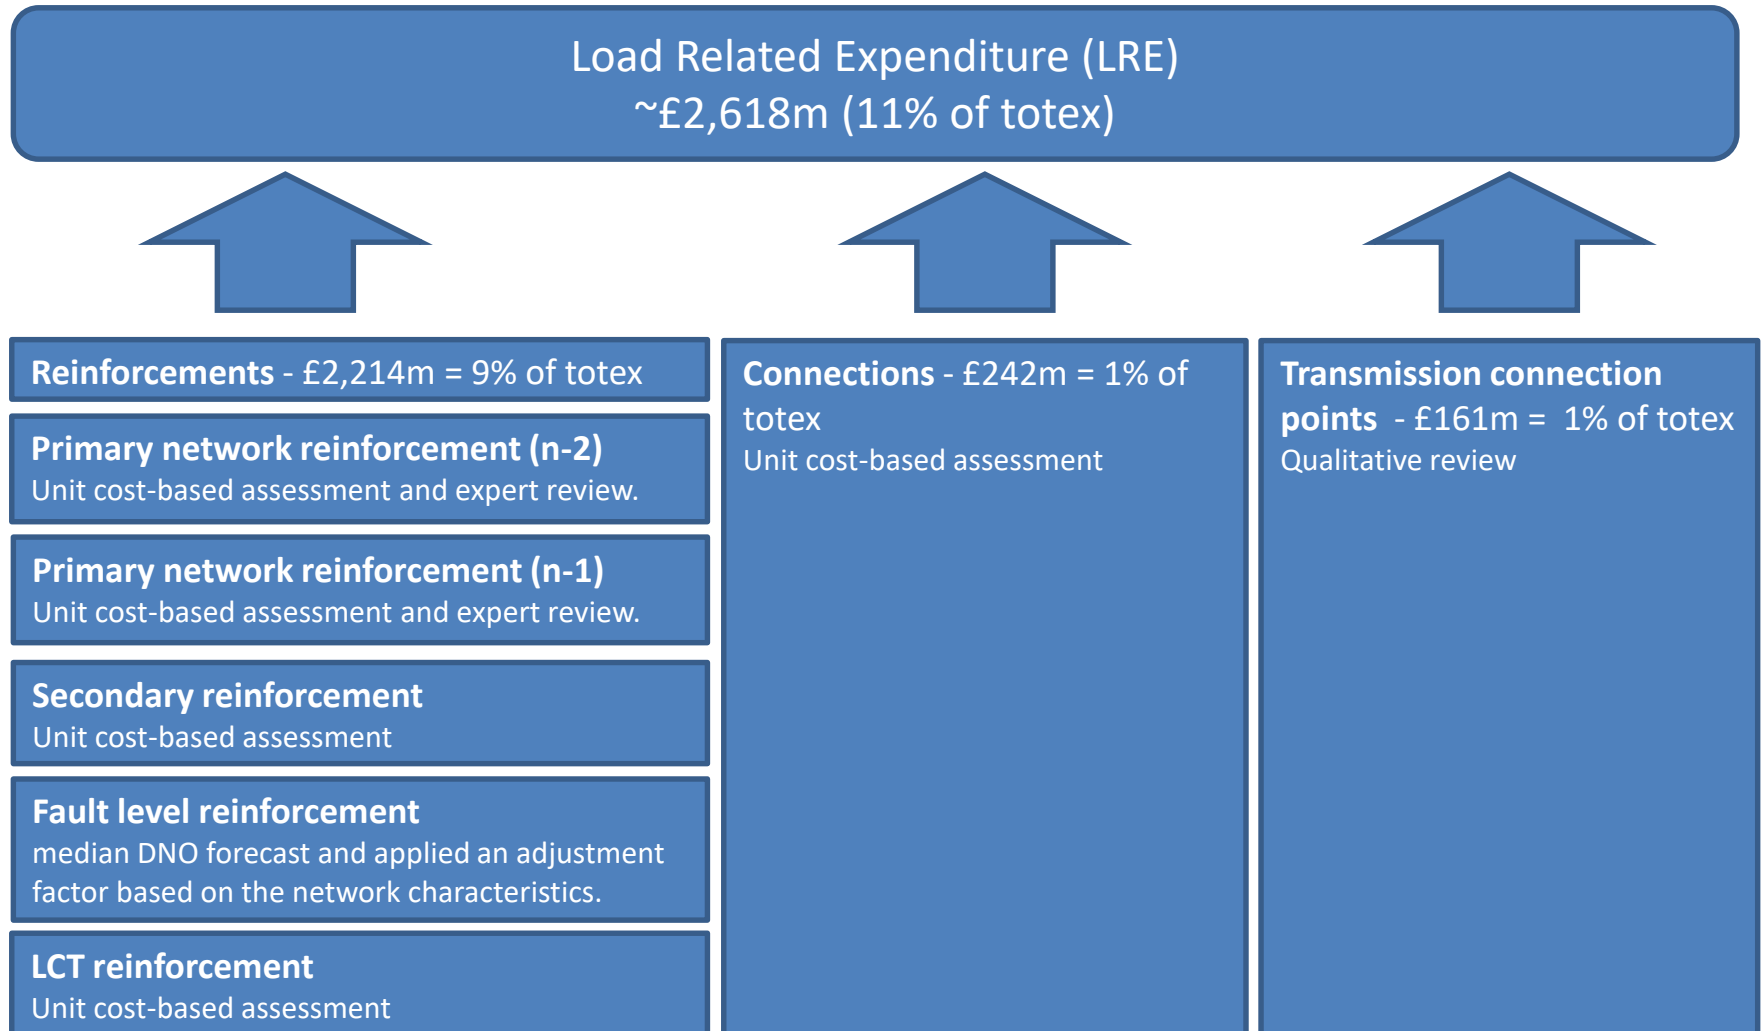 Load Related Expenditure (LRE)
~£2,618m (11% of totex)
Reinforcements - £2,214m = 9% of totex
Primary network reinforcement (n-2)
Unit cost-based assessment and expert review.
Primary network reinforcement (n-1)
Unit cost-based assessment and expert review.
Secondary reinforcement
Unit cost-based assessment
Fault level reinforcement
median DNO forecast and applied an adjustment
factor based on the network characteristics.
LCT reinforcement
Unit cost-based assessment
Connections - £242m = 1% of
totex
Unit cost-based assessment
Transmission connection
points - £161m = 1% of totex
Qualitative review